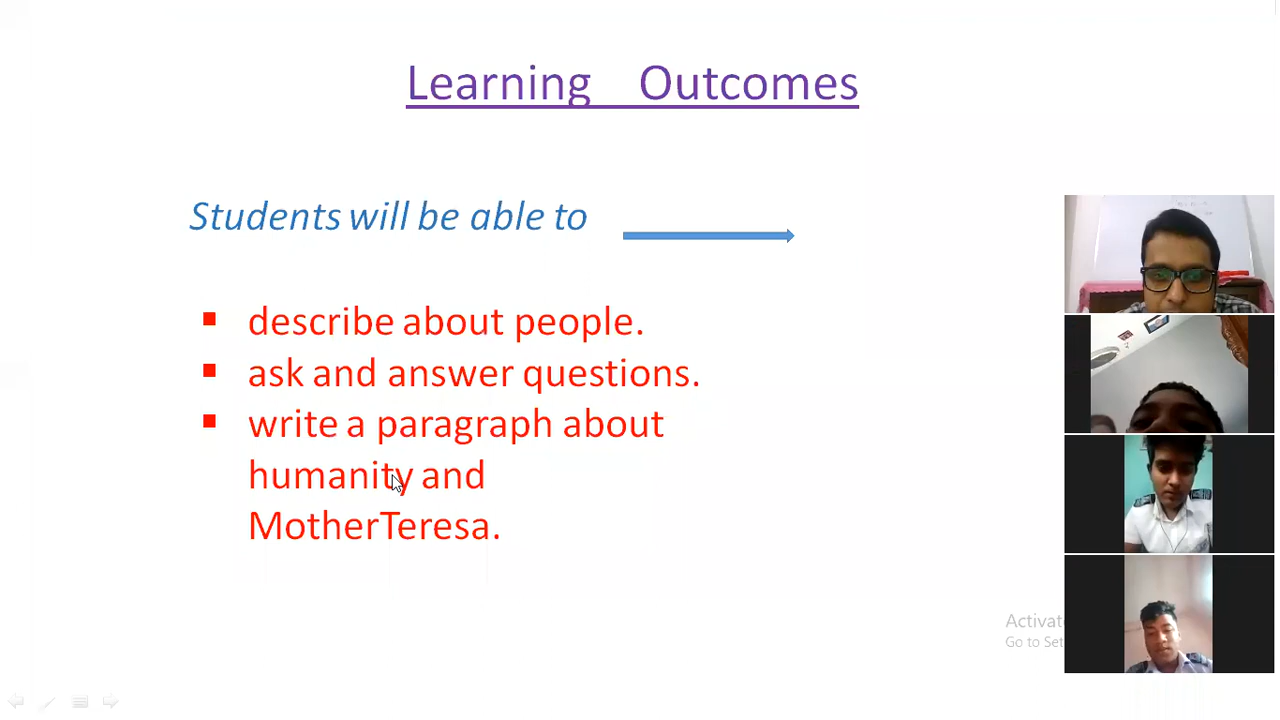 Learning Outcomes
Students will be able to
describe about people.
ask and answer questions.
write a paragraph about
humanity and
MotherTeresa.
Activat
Go to Set